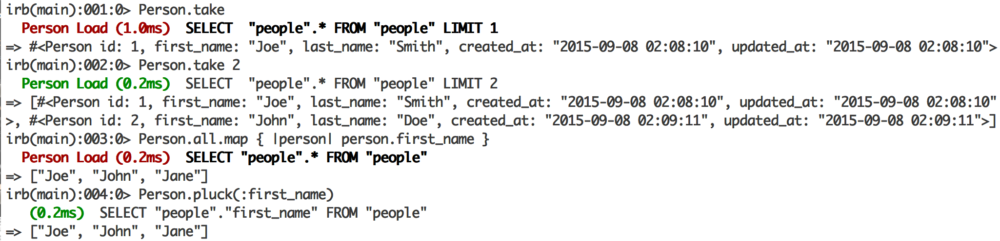 irb(main):001:0> Person.take
  Person Load (1.0ms)  SELECT  "people".* FROM "people" LIMIT 1
=> #<Person id: 1, first_name: "Joe", last_name: "Smith", created_at: "2015-09-08 02:08:10", updated_at: "2015-09-08 02:08:10">
irb(main):002:0> Person.take 2
  Person Load (0.2ms)  SELECT  "people".* FROM "people" LIMIT 2
=> [#<Person id: 1, first_name: "Joe", last_name: "Smith", created_at: "2015-09-08 02:08:10", updated_at: "2015-09-08 02:08:10"
>, #<Person id: 2, first_name: "John", last_name: "Doe", created_at: "2015-09-08 02:09:11", updated_at: "2015-09-08 02:09:11">]
irb(main):003:0> Person.all.map { |person| person.first_name }
  Person Load (0.2ms)  SELECT "people".* FROM "people"
=> ["Joe", "John", "Jane"]
irb(main):004:0> Person.pluck(:first_name)
   (0.2ms)  SELECT "people"."first_name" FROM "people"
=> ["Joe", "John", "Jane"]